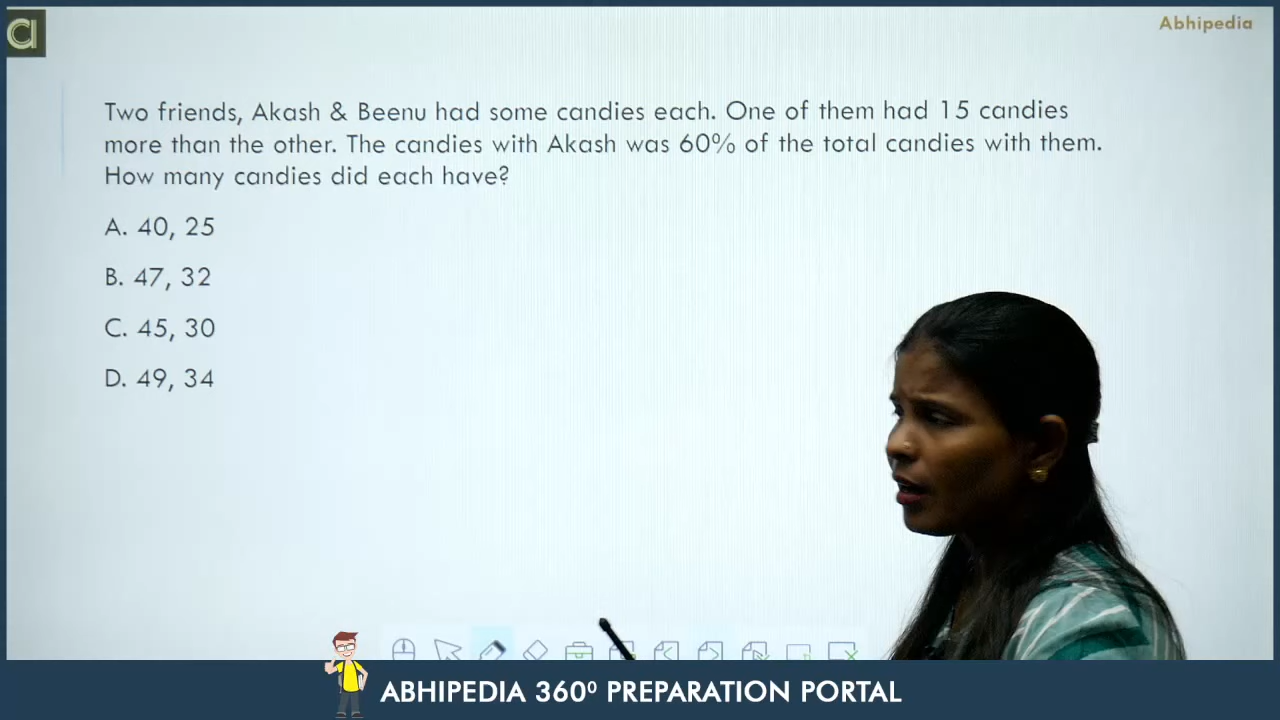 Abhipedia
Two friends, Akash & Beenu had some candies each. One of them had 15 candies
more than the other. The candies with Akash was 60% of the total candies with them.
How many candies did each have?
A. 40, 25
B. 47, 32
C. 45, 30
D. 49, 34
ABHIPEDIA 360⁰ PREPARATION PORTAL